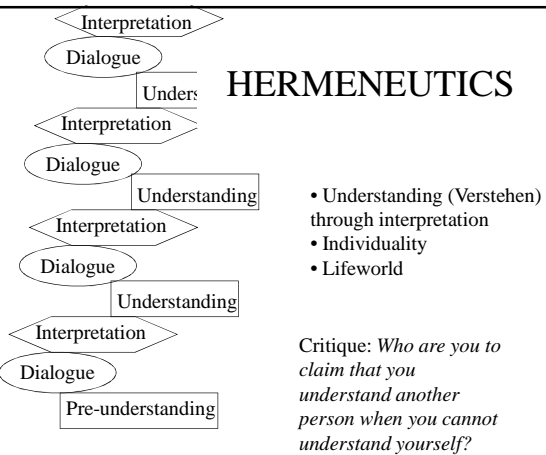 Interpretation
Dialogue
Unders
HERMENEUTICS
Interpretation
Dialogue
Understanding
Interpretation
Dialogue
Understanding
Interpretation
Dialogue
Pre-understanding
• Understanding (Verstehen)
through interpretation
• Individuality
• Lifeworld
Critique: Who are you to
claim that you
understand another
person when you cannot
understand yourself?